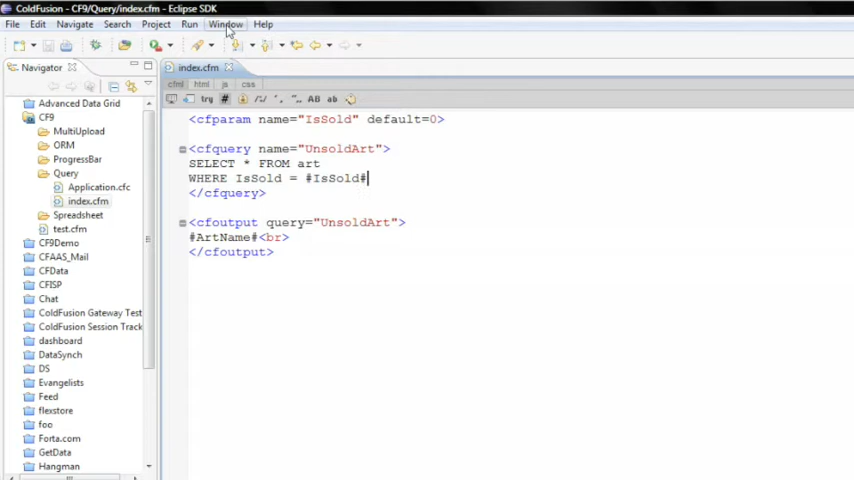 ColdFusion - CF9/Query/index.cfm - Eclipse SDK
File Edit Navigate Search Project Run Window Help
Navigator
index.cfm
cfml html js css
try # /!/ AB ab
Advanced Data Grid
CF9
MultiUpload
ORM
ProgressBar
Query
Application.cfc
index.cfm
Spreadsheet
test.cfm
CF9Demo
CFAAS_Mail
CFData
CFISP
Chat
ColdFusion Gateway Test
ColdFusion Session Track
dashboard
DataSynch
DS
Evangelists
Feed
flexstore
foo
Forta.com
GetData
Hangman
<cfparam name="IsSold" default=0>
<cfquery name="UnsoldArt">
SELECT * FROM art
WHERE IsSold = #IsSold#
</cfquery>
<cfoutput query="UnsoldArt">
#ArtName#<br>
</cfoutput>